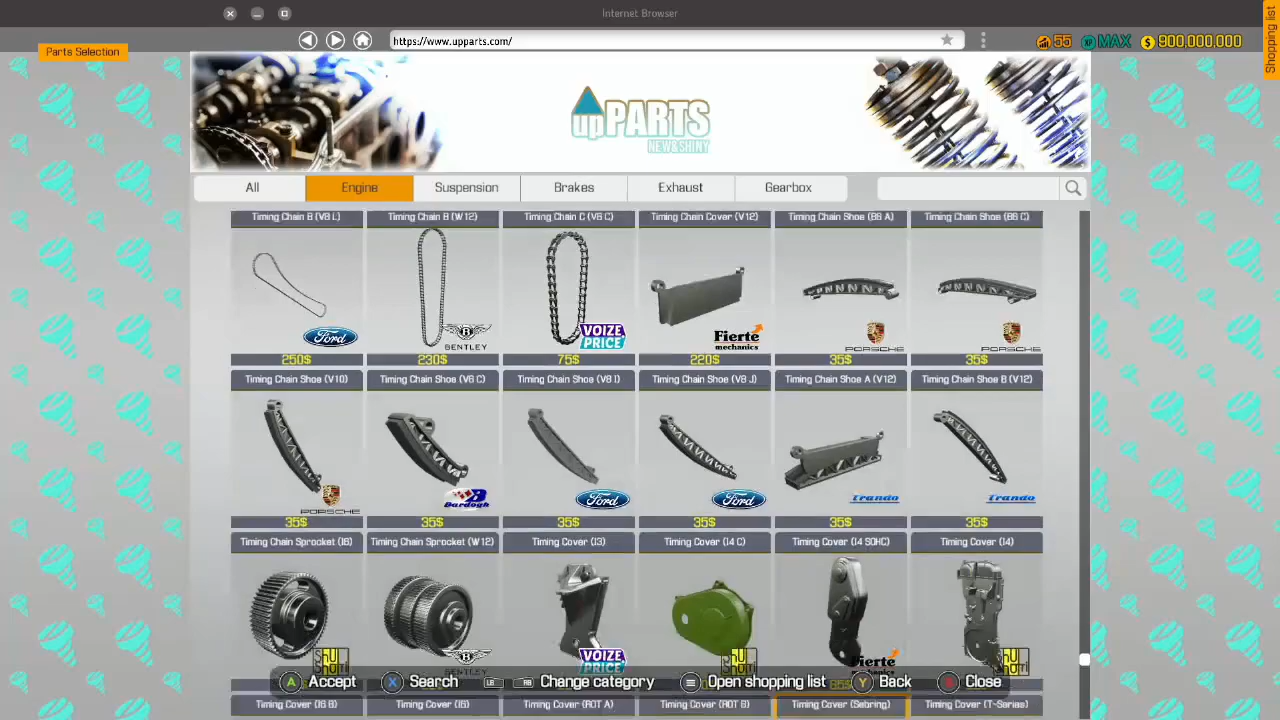 Internet Browser
Shopping list
Parts Selection
https://www.upparts.com/
55 XP MAX $ 900,000,000
upPARTS
NEW&SHINY
All Engine Suspension Brakes Exhaust Gearbox
Timing Chain B (V8 L) Timing Chain B (W12) Timing Chain C (V6 C) Timing Chain Cover (V12) Timing Chain Shoe (B6 A) Timing Chain Shoe (B6 C)
Ford BENTLEY VOIZE PRICE Fierte mechanics PORSCHE PORSCHE
250$ 230$ 75$ 220$ 35$ 35$
Timing Chain Shoe (V10) Timing Chain Shoe (V6 C) Timing Chain Shoe (V8 I) Timing Chain Shoe (V8 J) Timing Chain Shoe A (V12) Timing Chain Shoe B (V12)
PORSCHE Bardogh Ford Ford Trando Trando
35$ 35$ 35$ 35$ 35$ 35$
Timing Chain Sprocket (I6) Timing Chain Sprocket (W12) Timing Cover (I3) Timing Cover (I4 C) Timing Cover (I4 SOHC) Timing Cover (I4)
BENTLEY VOIZE PRICE Fierte
A Accept X Search LB RB Change category Open shopping list Y Back B Close
Timing Cover (I6 B) Timing Cover (I6) Timing Cover (ROT A) Timing Cover (ROT B) Timing Cover (Sebring) Timing Cover (T-Series)